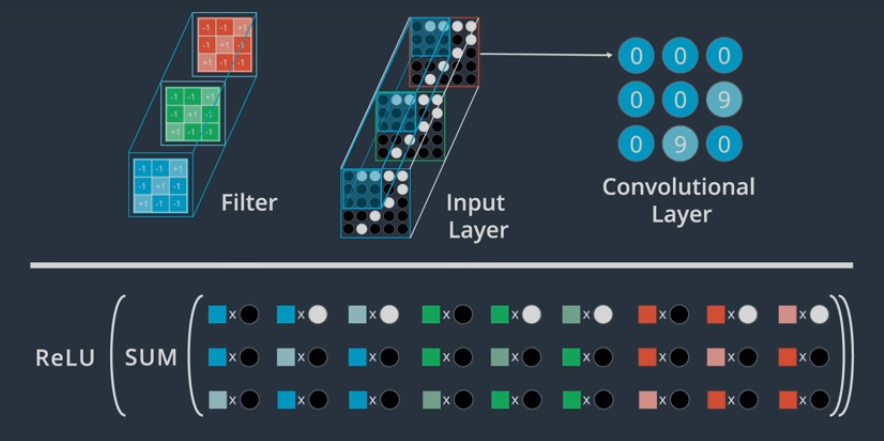 -1 -1 +1
-1 +1 -1
+1 -1 -1
-1 -1 +1
-1 +1 -1
+1 -1 -1
-1 -1 +1
-1 +1 -1
+1 -1 -1
Filter
Input
Layer
0 0 0
0 0 9
0 9 0
Convolutional
Layer
ReLU ( SUM ( x x x x x x x x x ))
x x x x x x x x x
x x x x x x x x x